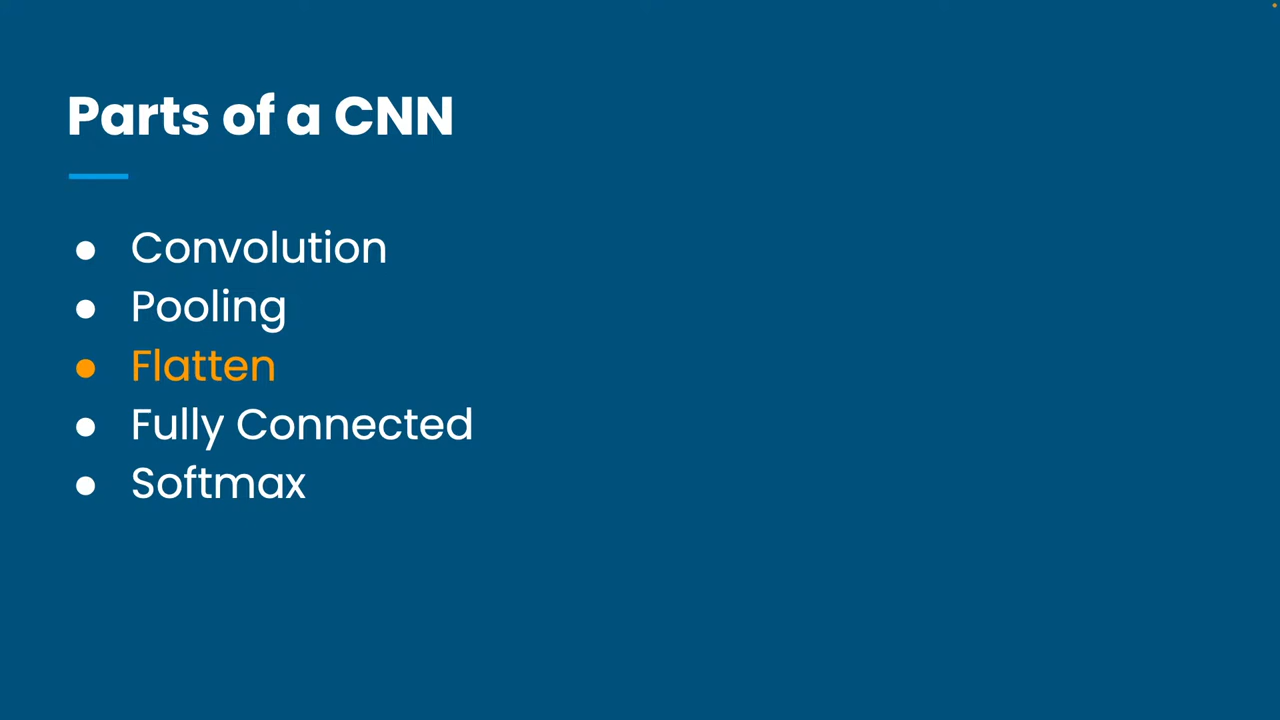 Parts of a CNN
● Convolution
● Pooling
● Flatten
● Fully Connected
● Softmax